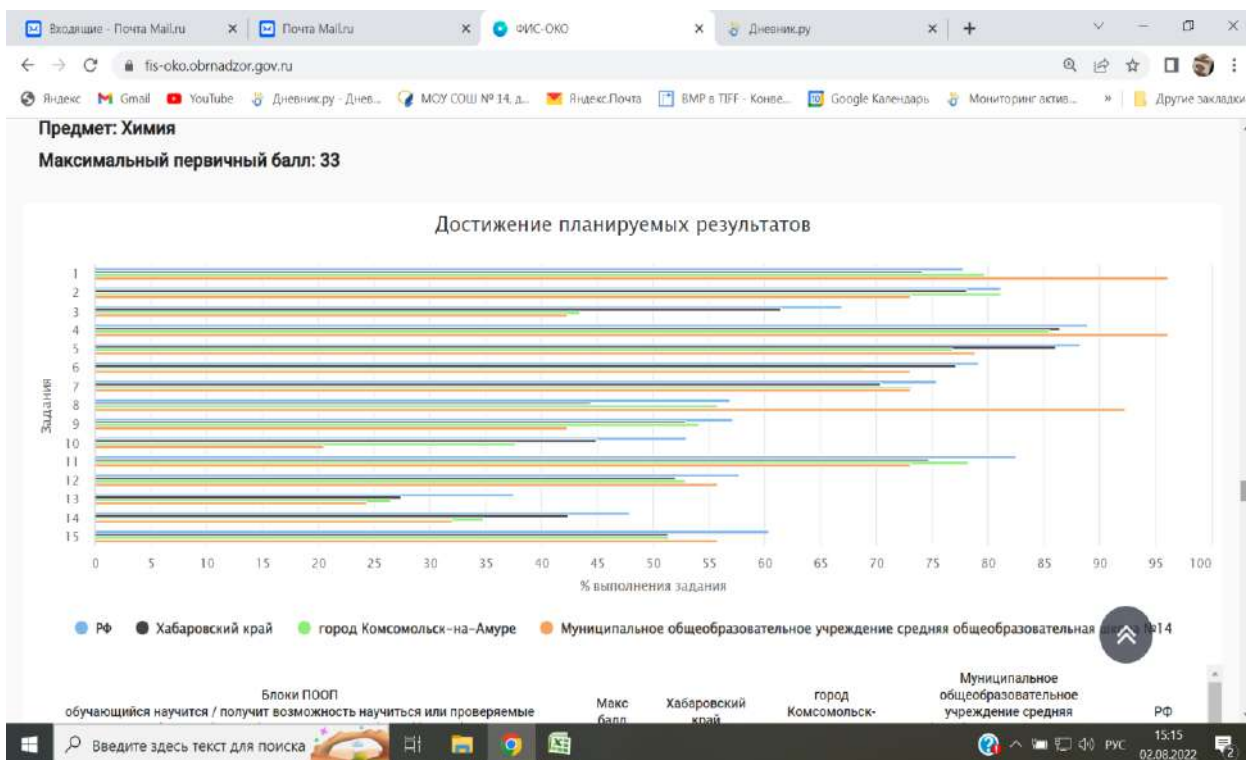 Входящие - Почта Mail.ru
Почта Mail.ru
ФИС-ОКО
Дневник.ру
fis-oko.obrnadzor.gov.ru
Яндекс Gmail YouTube Дневник.ру - Днев... МОУ СОШ № 14, д... Яндекс.Почта BMP в TIFF - Конве... Google Календарь Мониторинг актив... » Другие закладки
Предмет: Химия
Максимальный первичный балл: 33
Достижение планируемых результатов
Задания
1
2
3
4
5
6
7
8
9
10
11
12
13
14
15
0 5 10 15 20 25 30 35 40 45 50 55 60 65 70 75 80 85 90 95 100
% выполнения задания
РФ Хабаровский край город Комсомольск-на-Амуре Муниципальное общеобразовательное учреждение средняя общеобразовательная №14
Блоки ПООП
обучающийся научится / получит возможность научиться или проверяемые
Макс
балл
Хабаровский
край
город
Комсомольск-
Муниципальное
общеобразовательное
учреждение средняя
РФ
Введите здесь текст для поиска
РУС
15:15
02.08.2022